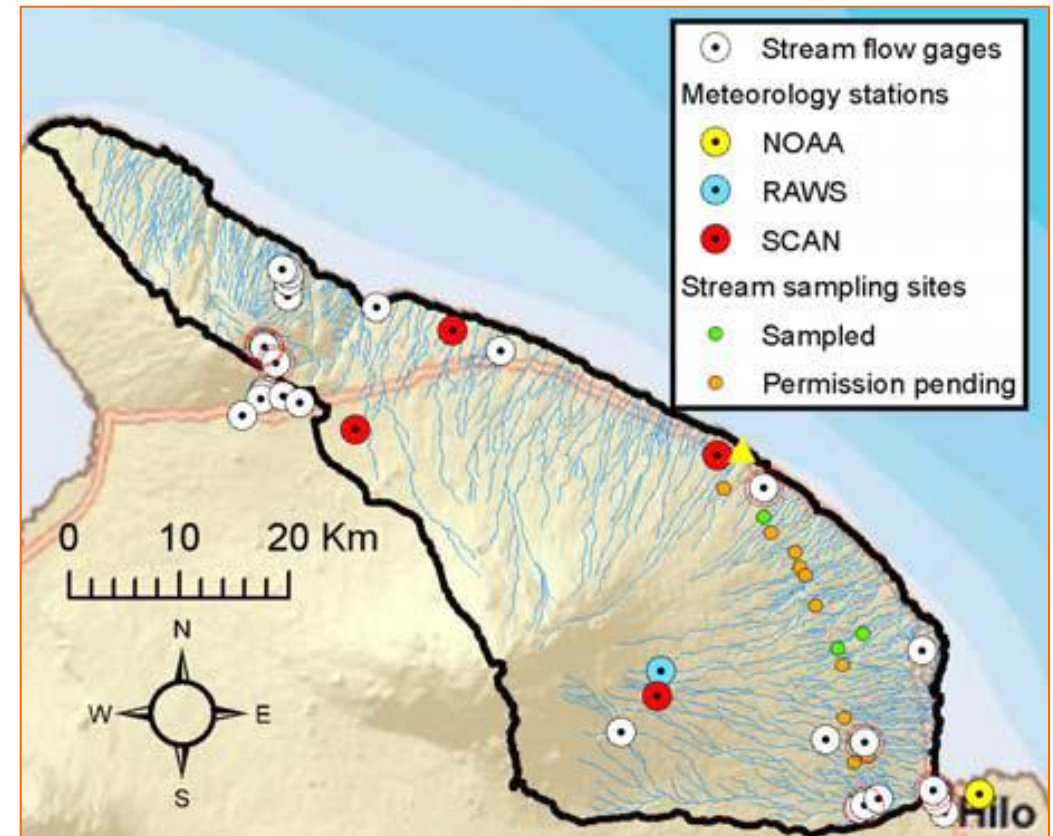 Stream flow gages
Meteorology stations
NOAA
RAWS
SCAN
Stream sampling sites
Sampled
Permission pending
0 10 20 Km
N
W E
S
Hilo